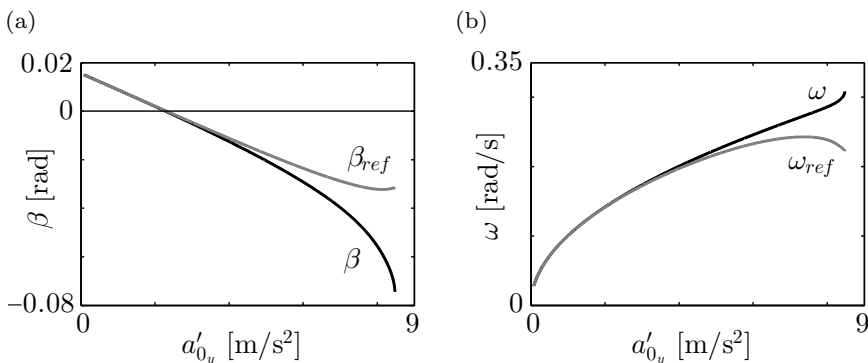 (a)
0.02
0
β [rad]
−0.08
β_ref
β
0
9
a′_{0_y} [m/s²]
(b)
0.35
ω [rad/s]
0
ω
ω_ref
0
9
a′_{0_y} [m/s²]